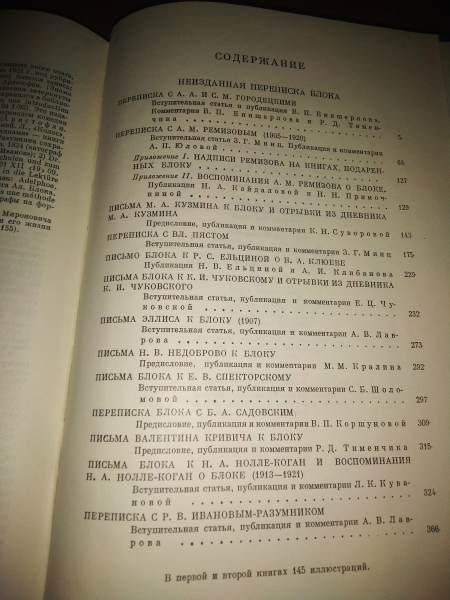 СОДЕРЖАНИЕ
НЕИЗДАННАЯ ПЕРЕПИСКА БЛОКА
ПЕРЕПИСКА С А. А. И С. М. ГОРОДЕЦКИМИ
Вступительная статья и публикация В. П. Енишерлова.
Комментарии В. П. Енишерлова и Р. Д. Тимен-
чика 5
ПЕРЕПИСКА С А. М. РЕМИЗОВЫМ (1905—1920)
Вступительная статья З. Г. Минц. Публикация и комментарии
А. П. Юловой 63
Приложение I. НАДПИСИ РЕМИЗОВА НА КНИГАХ, ПОДАРЕН-
НЫХ БЛОКУ 127
Приложение II. ВОСПОМИНАНИЯ А. М. РЕМИЗОВА О БЛОКЕ.
Публикация Н. А. Кайдаловой и Н. Н. Примоч-
киной 129
ПИСЬМА М. А. КУЗМИНА К БЛОКУ И ОТРЫВКИ ИЗ ДНЕВНИКА
М. А. КУЗМИНА
Предисловие, публикация и комментарии К. Н. Суворовой 143
ПЕРЕПИСКА С ВЛ. ПЯСТОМ
Вступительная статья, публикация и комментарии З. Г. Минц 175
ПИСЬМО БЛОКА К Р. С. ЕЛЬЦИНОЙ О Н. А. КЛЮЕВЕ
Публикация Н. В. Ельциной и А. И. Клибанова 229
ПИСЬМА БЛОКА К К. И. ЧУКОВСКОМУ И ОТРЫВКИ ИЗ ДНЕВНИКА
К. И. ЧУКОВСКОГО
Вступительная статья, публикация и комментарии Е. Ц. Чу-
ковской 232
ПИСЬМА ЭЛЛИСА К БЛОКУ (1907)
Вступительная статья, публикация и комментарии А. В. Лав-
рова 273
ПИСЬМА Н. В. НЕДОБРОВО К БЛОКУ
Предисловие, публикация и комментарии М. М. Кралина 292
ПИСЬМА БЛОКА К Е. В. СПЕКТОРСКОМУ
Вступительная статья, публикация и комментарии С. Б. Шоло-
мовой 297
ПЕРЕПИСКА БЛОКА С Б. А. САДОВСКИМ
Предисловие, публикация и комментарии В. П. Коршуновой 309
ПИСЬМА ВАЛЕНТИНА КРИВИЧА К БЛОКУ
Предисловие, публикация и комментарии Р. Д. Тименчика 315
ПИСЬМА БЛОКА К Н. А. НОЛЛЕ-КОГАН И ВОСПОМИНАНИЯ
Н. А. НОЛЛЕ-КОГАН О БЛОКЕ (1913—1921)
Вступительная статья, публикация и комментарии Л. К. Кува-
новой 324
ПЕРЕПИСКА С Р. В. ИВАНОВЫМ-РАЗУМНИКОМ
Вступительная статья, публикация и комментарии А. В. Лав-
рова 366
В первой и второй книгах 145 иллюстраций.